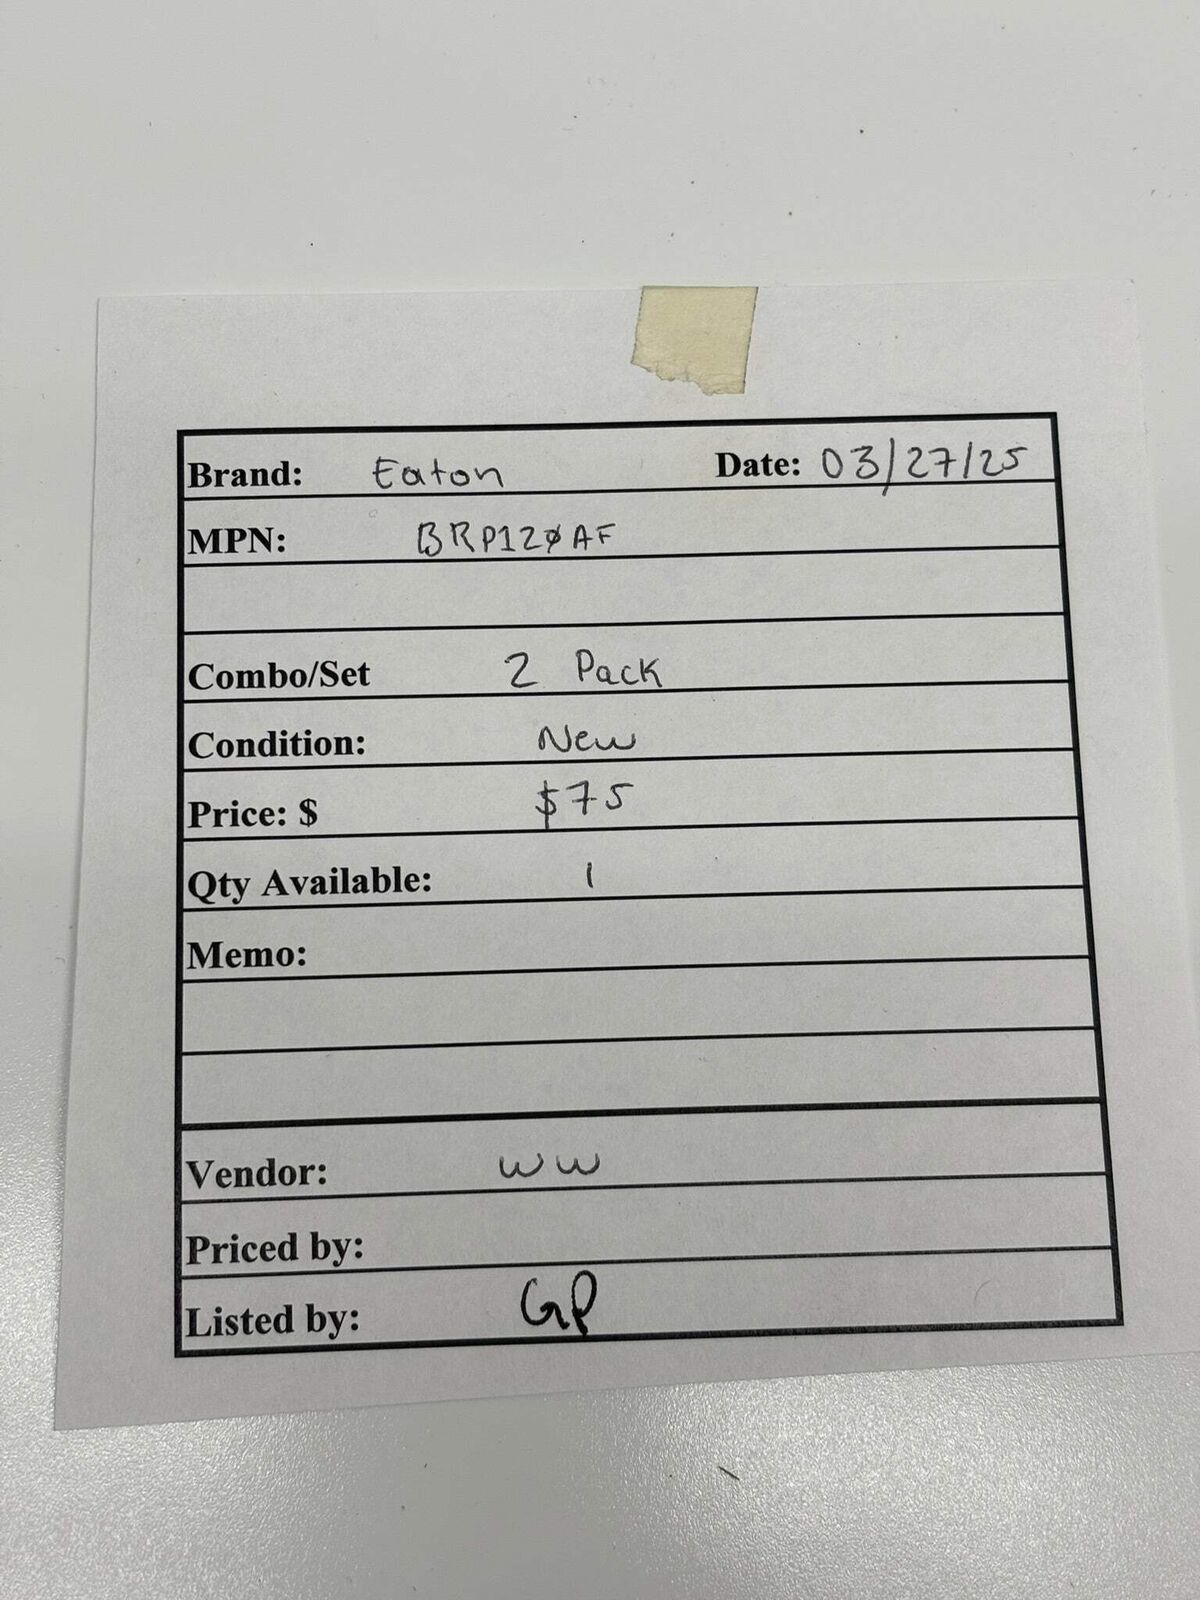 Brand: Eaton Date: 03/27/25
MPN: BRP120AF
Combo/Set 2 Pack
Condition: New
Price: $ $75
Qty Available: 1
Memo:
Vendor: WW
Priced by:
Listed by: GP